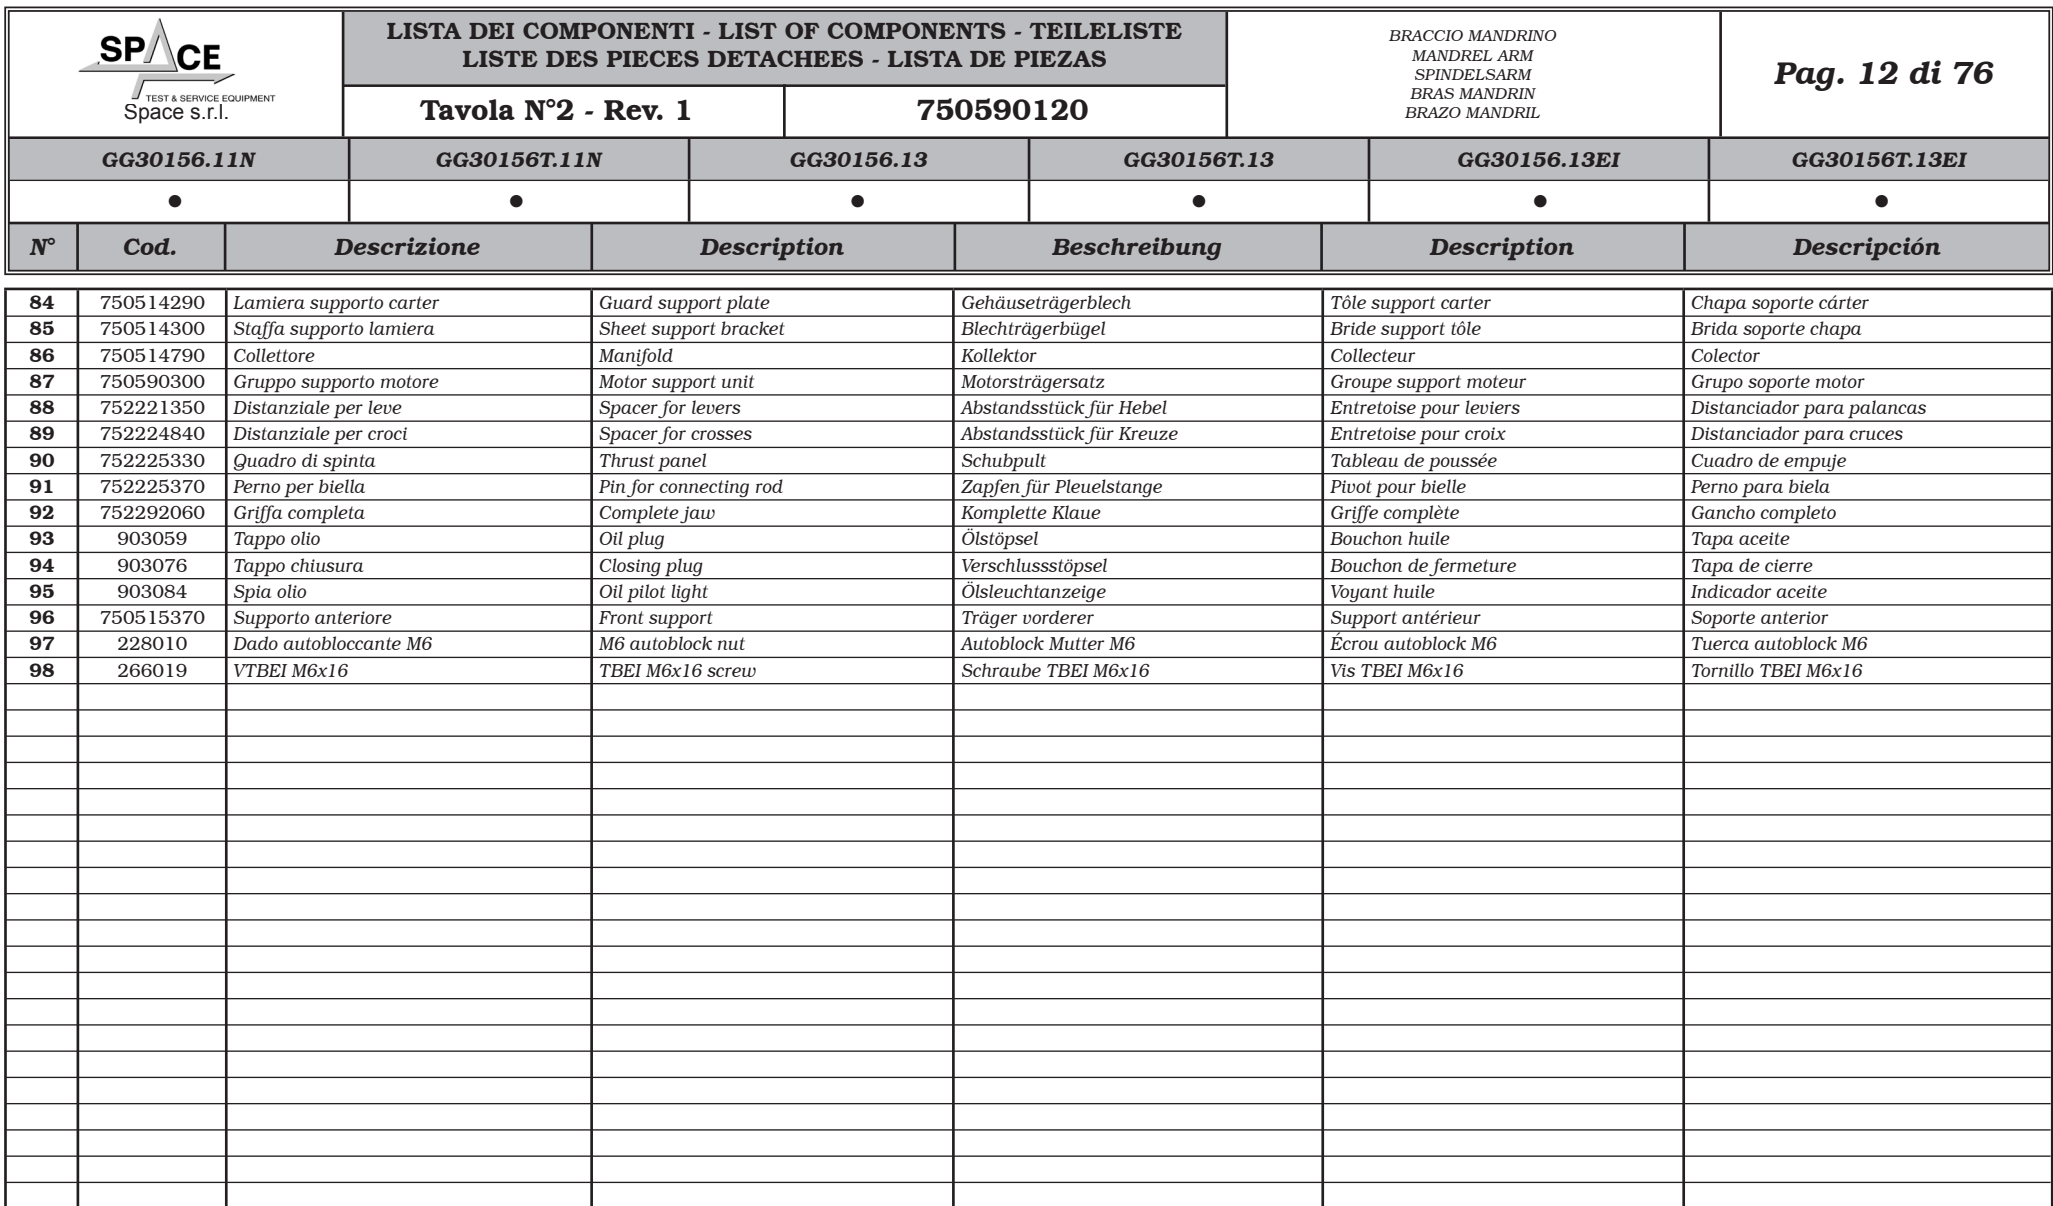 SPACE
TEST & SERVICE EQUIPMENT
Space s.r.l.
LISTA DEI COMPONENTI - LIST OF COMPONENTS - TEILELISTE
LISTE DES PIECES DETACHEES - LISTA DE PIEZAS
Tavola N°2 - Rev. 1 750590120
BRACCIO MANDRINO
MANDREL ARM
SPINDELSARM
BRAS MANDRIN
BRAZO MANDRIL
Pag. 12 di 76
GG30156.11N GG30156T.11N GG30156.13 GG30156T.13 GG30156.13EI GG30156T.13EI
● ● ● ● ● ●
N° Cod. Descrizione Description Beschreibung Description Descripción
84 750514290 Lamiera supporto carter Guard support plate Gehäuseträgerblech Tôle support carter Chapa soporte cárter
85 750514300 Staffa supporto lamiera Sheet support bracket Blechträgerbügel Bride support tôle Brida soporte chapa
86 750514790 Collettore Manifold Kollektor Collecteur Colector
87 750590300 Gruppo supporto motore Motor support unit Motorsträgersatz Groupe support moteur Grupo soporte motor
88 752221350 Distanziale per leve Spacer for levers Abstandsstück für Hebel Entretoise pour leviers Distanciador para palancas
89 752224840 Distanziale per croci Spacer for crosses Abstandsstück für Kreuze Entretoise pour croix Distanciador para cruces
90 752225330 Quadro di spinta Thrust panel Schubpult Tableau de poussée Cuadro de empuje
91 752225370 Perno per biella Pin for connecting rod Zapfen für Pleuelstange Pivot pour bielle Perno para biela
92 752292060 Griffa completa Complete jaw Komplette Klaue Griffe complète Gancho completo
93 903059 Tappo olio Oil plug Ölstöpsel Bouchon huile Tapa aceite
94 903076 Tappo chiusura Closing plug Verschlussstöpsel Bouchon de fermeture Tapa de cierre
95 903084 Spia olio Oil pilot light Ölsleuchtanzeige Voyant huile Indicador aceite
96 750515370 Supporto anteriore Front support Träger vorderer Support antérieur Soporte anterior
97 228010 Dado autobloccante M6 M6 autoblock nut Autoblock Mutter M6 Écrou autoblock M6 Tuerca autoblock M6
98 266019 VTBEI M6x16 TBEI M6x16 screw Schraube TBEI M6x16 Vis TBEI M6x16 Tornillo TBEI M6x16